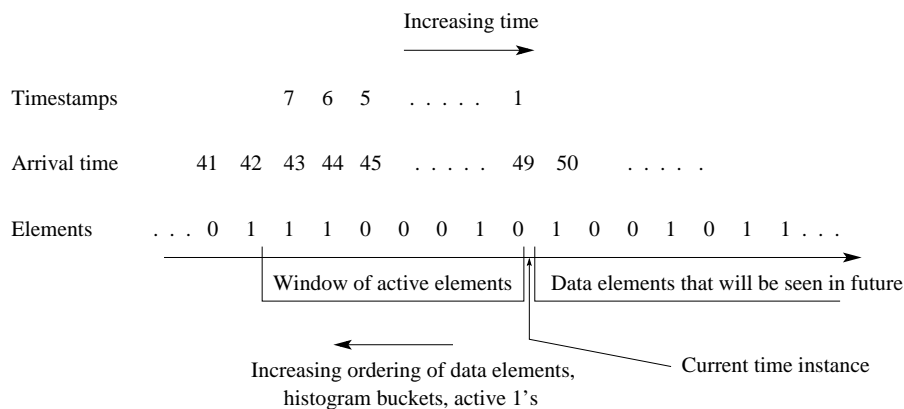 Increasing time
Timestamps 7 6 5 . . . . . 1
Arrival time 41 42 43 44 45 . . . . . 49 50 . . . . .
Elements . . . 0 1 1 1 0 0 0 1 0 1 0 0 1 0 1 1 . . .
Window of active elements Data elements that will be seen in future
Increasing ordering of data elements, Current time instance
histogram buckets, active 1's